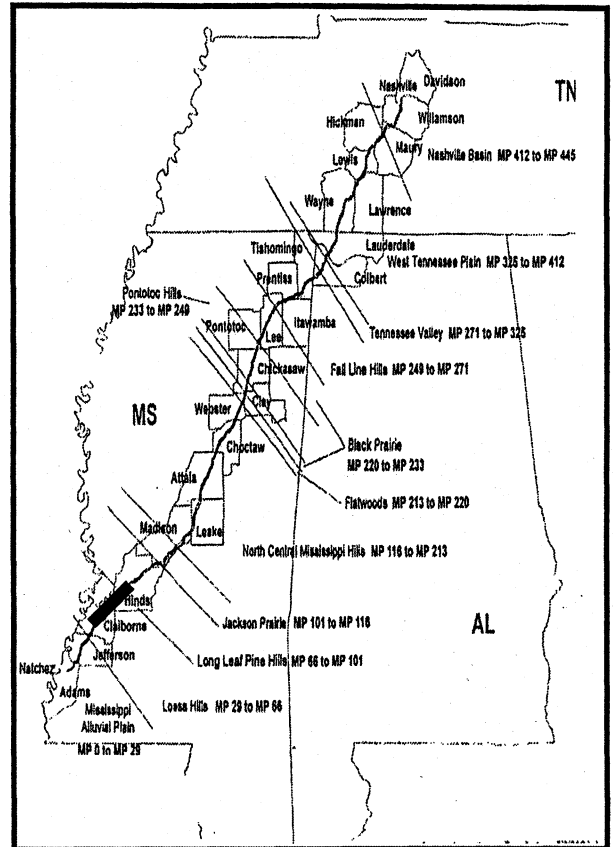 TN
Davidson
Nashville
Willamson
Hickman
Maury
Nashville Basin MP 412 to MP 445
Lewis
Wayne
Lawrence
Lauderdale
West Tennessee Plain MP 325 to MP 412
Colbert
Tishomingo
Prentiss
Tennessee Valley MP 271 to MP 325
Pontotoc Hills
MP 233 to MP 249
Pontotoc
Lee
Itawamba
Fall Line Hills MP 249 to MP 271
Chickasaw
MS
Webster
Clay
Choctaw
Black Prairie
MP 220 to MP 233
Flatwoods MP 213 to MP 220
Attala
Madison
Leake
North Central Mississippi Hills MP 116 to MP 213
Hinds
Jackson Prairie MP 101 to MP 116
AL
Claiborne
Long Leaf Pine Hills MP 66 to MP 101
Jefferson
Natchez
Adams
Loess Hills MP 29 to MP 66
Mississippi
Alluvial Plain
MP 0 to MP 29